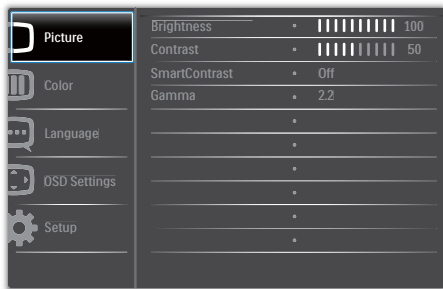 Picture
Color
Language
OSD Settings
Setup
Brightness 100
Contrast 50
SmartContrast Off
Gamma 2.2